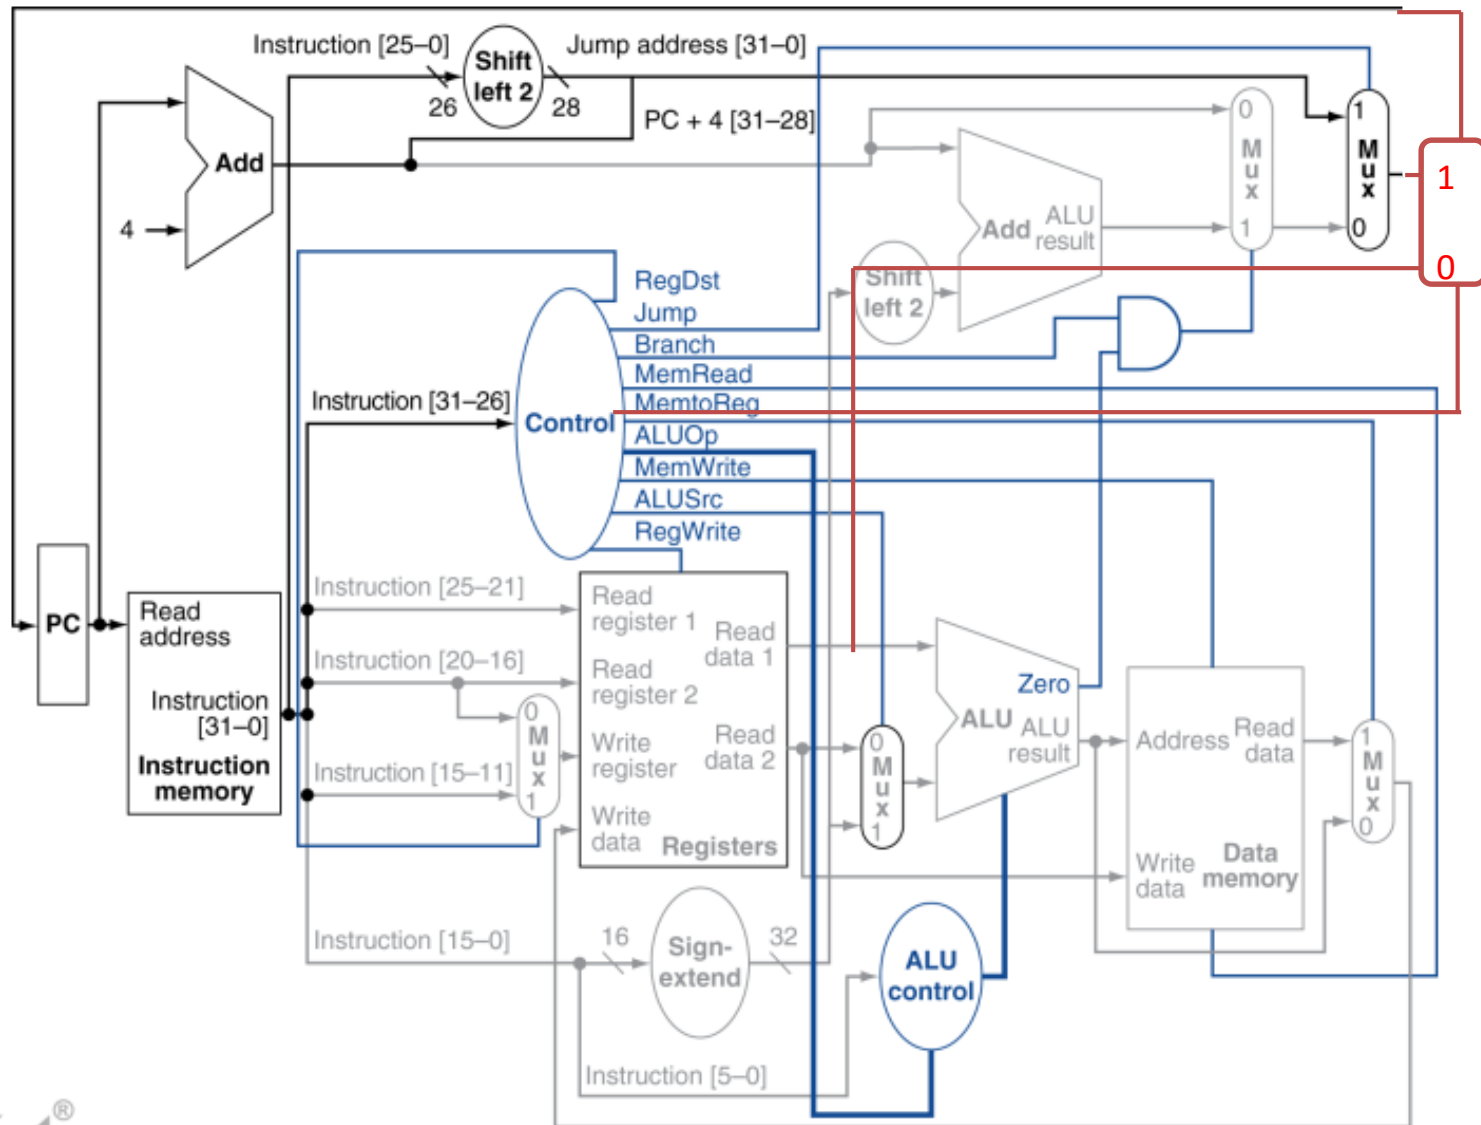 Instruction [25–0]
Shift
left 2
Jump address [31–0]
26
28
PC + 4 [31–28]
Add
4
0
M
u
x
1
1
M
u
x
0
1
0
Add
ALU
result
Shift
left 2
RegDst
Jump
Branch
MemRead
MemtoReg
ALUOp
MemWrite
ALUSrc
RegWrite
Instruction [31–26]
Control
PC
Read
address
Instruction
[31–0]
Instruction
memory
Instruction [25–21]
Instruction [20–16]
Instruction [15–11]
0
M
u
x
1
Read
register 1
Read
register 2
Write
register
Write
data
Read
data 1
Read
data 2
Registers
0
M
u
x
1
Zero
ALU
ALU
result
Address
Read
data
Write
data
Data
memory
1
M
u
x
0
Instruction [15–0]
16
Sign-
extend
32
ALU
control
Instruction [5–0]
®